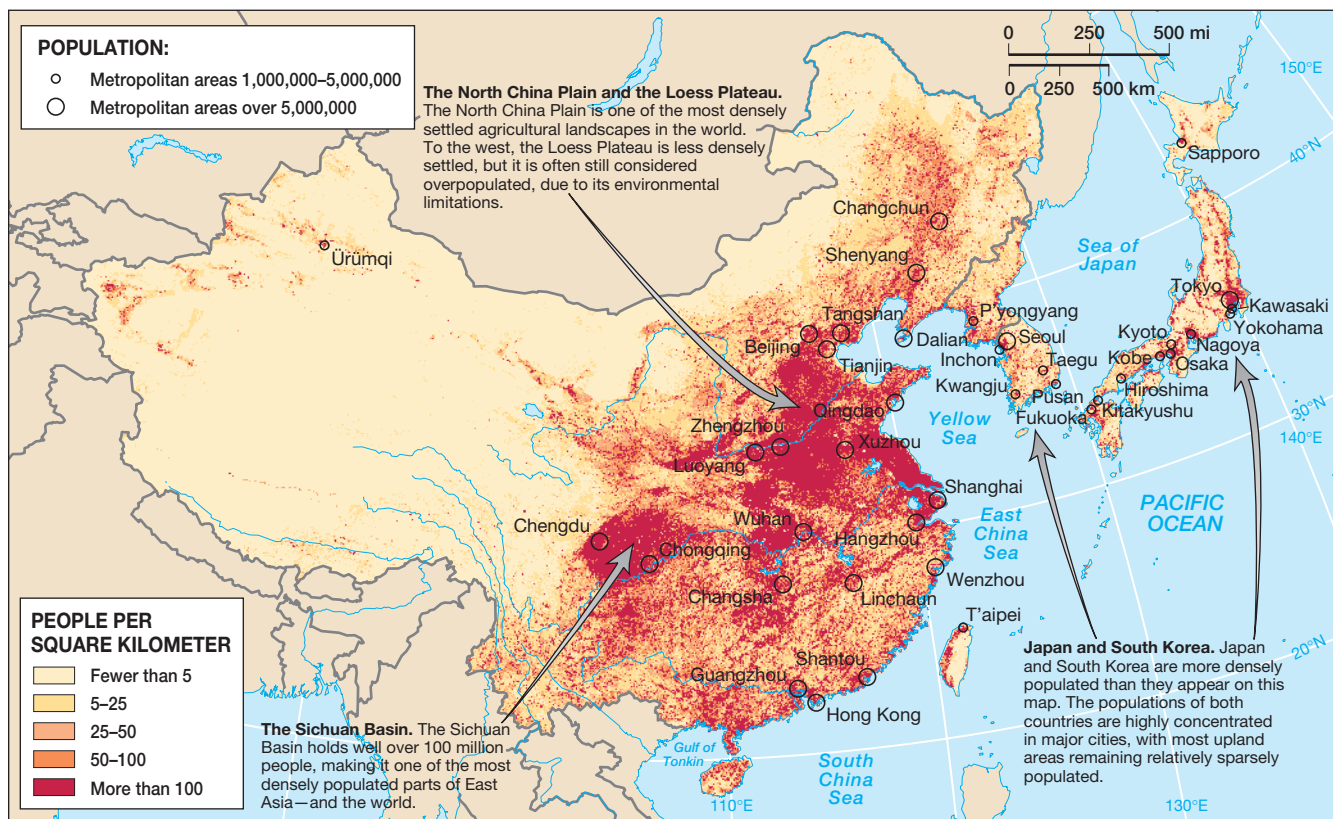 POPULATION:
Metropolitan areas 1,000,000–5,000,000
Metropolitan areas over 5,000,000
The North China Plain and the Loess Plateau.
The North China Plain is one of the most densely
settled agricultural landscapes in the world.
To the west, the Loess Plateau is less densely
settled, but it is often still considered
overpopulated, due to its environmental
limitations.
0 250 500 mi
0 250 500 km
150°E
40°N
30°N
140°E
20°N
130°E
110°E
Sapporo
Changchun
Ürümqi
Shenyang
Sea of
Japan
Tokyo
Kawasaki
Yokohama
Tangshan
P'yongyang
Beijing
Dalian
Seoul
Kyoto
Nagoya
Inchon
Tianjin
Taegu
Kobe
Osaka
Kwangju
Pusan
Hiroshima
Qingdao
Fukuoka
Kitakyushu
Yellow
Sea
Zhengzhou
Xuzhou
Luoyang
Shanghai
PACIFIC
OCEAN
Chengdu
Wuhan
Hangzhou
East
China
Sea
Chongqing
Wenzhou
Changsha
Linchaun
T'aipei
Shantou
Guangzhou
Hong Kong
Gulf of
Tonkin
South
China
Sea
PEOPLE PER
SQUARE KILOMETER
Fewer than 5
5–25
25–50
50–100
More than 100
The Sichuan Basin. The Sichuan
Basin holds well over 100 million
people, making it one of the most
densely populated parts of East
Asia—and the world.
Japan and South Korea. Japan
and South Korea are more densely
populated than they appear on this
map. The populations of both
countries are highly concentrated
in major cities, with most upland
areas remaining relatively sparsely
populated.